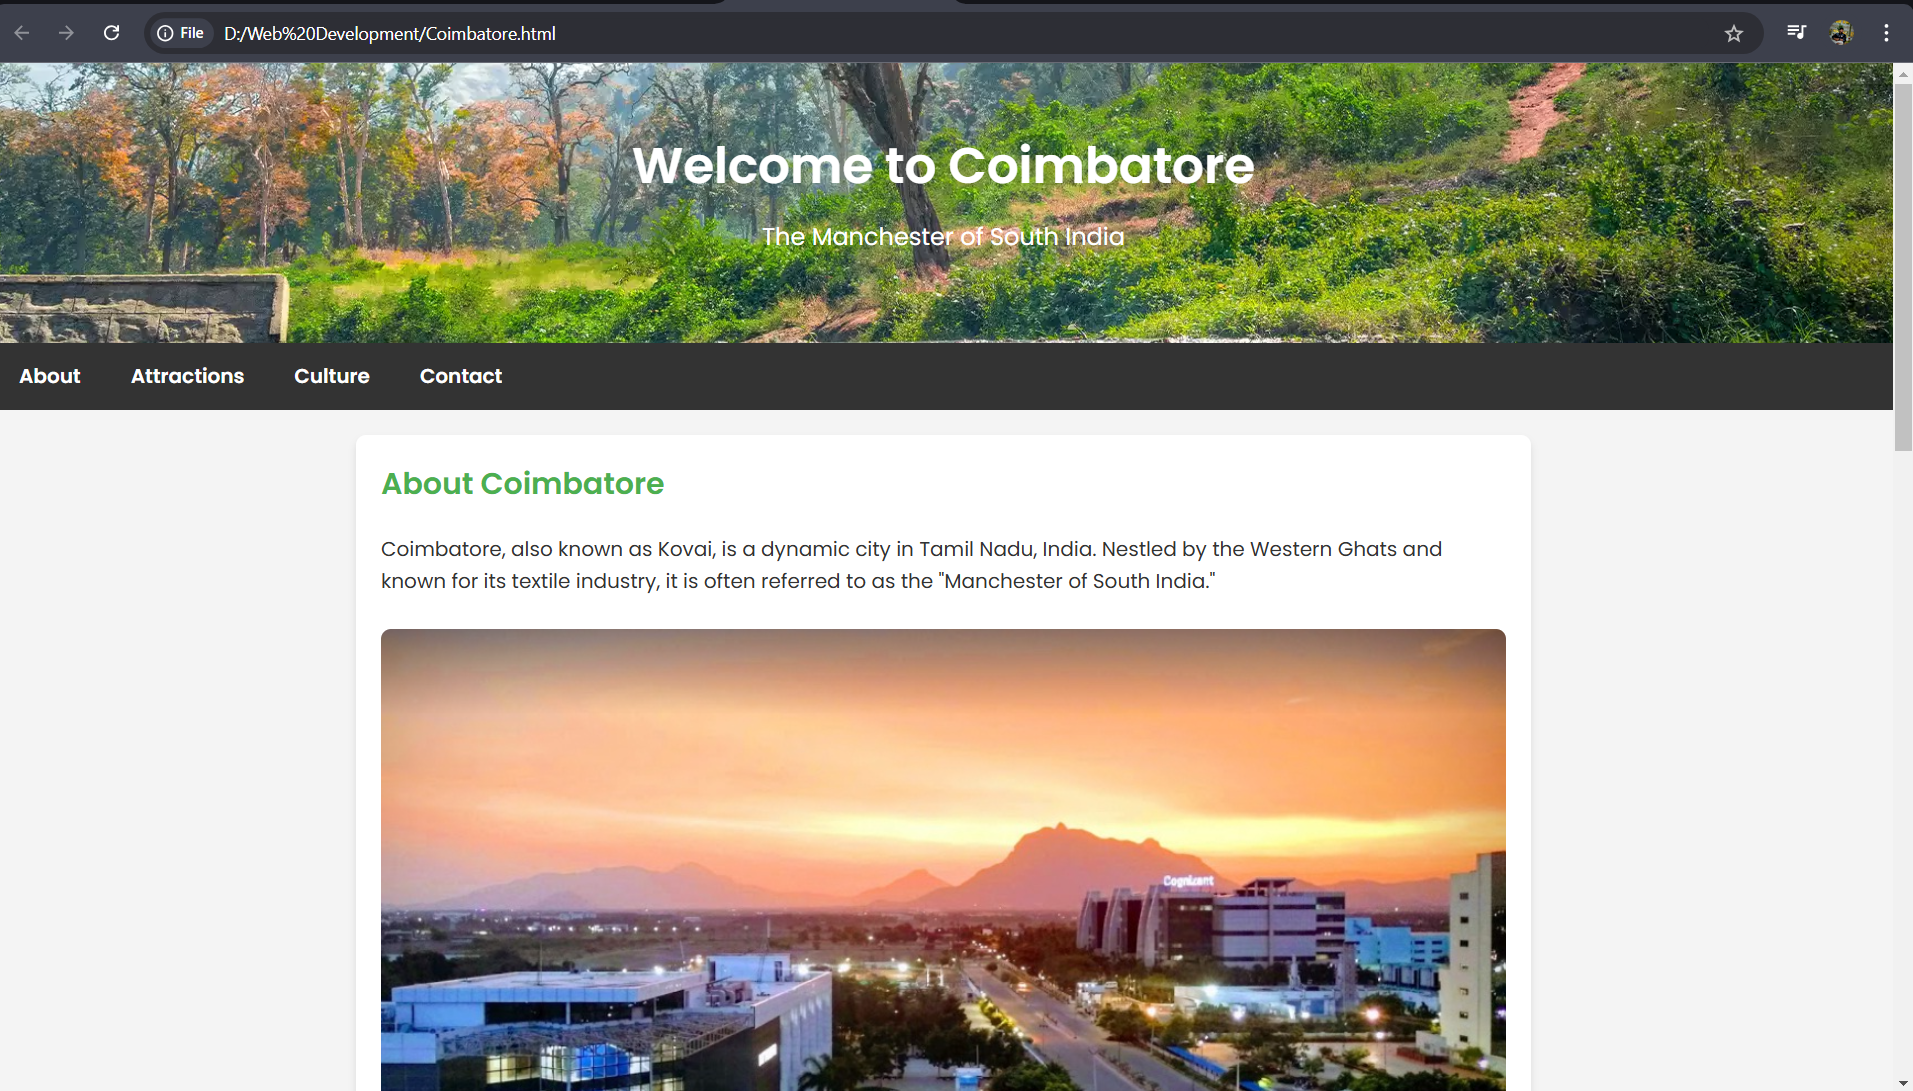 File D:/Web%20Development/Coimbatore.html
Welcome to Coimbatore
The Manchester of South India
About Attractions Culture Contact
About Coimbatore
Coimbatore, also known as Kovai, is a dynamic city in Tamil Nadu, India. Nestled by the Western Ghats and
known for its textile industry, it is often referred to as the "Manchester of South India."
Cognizant